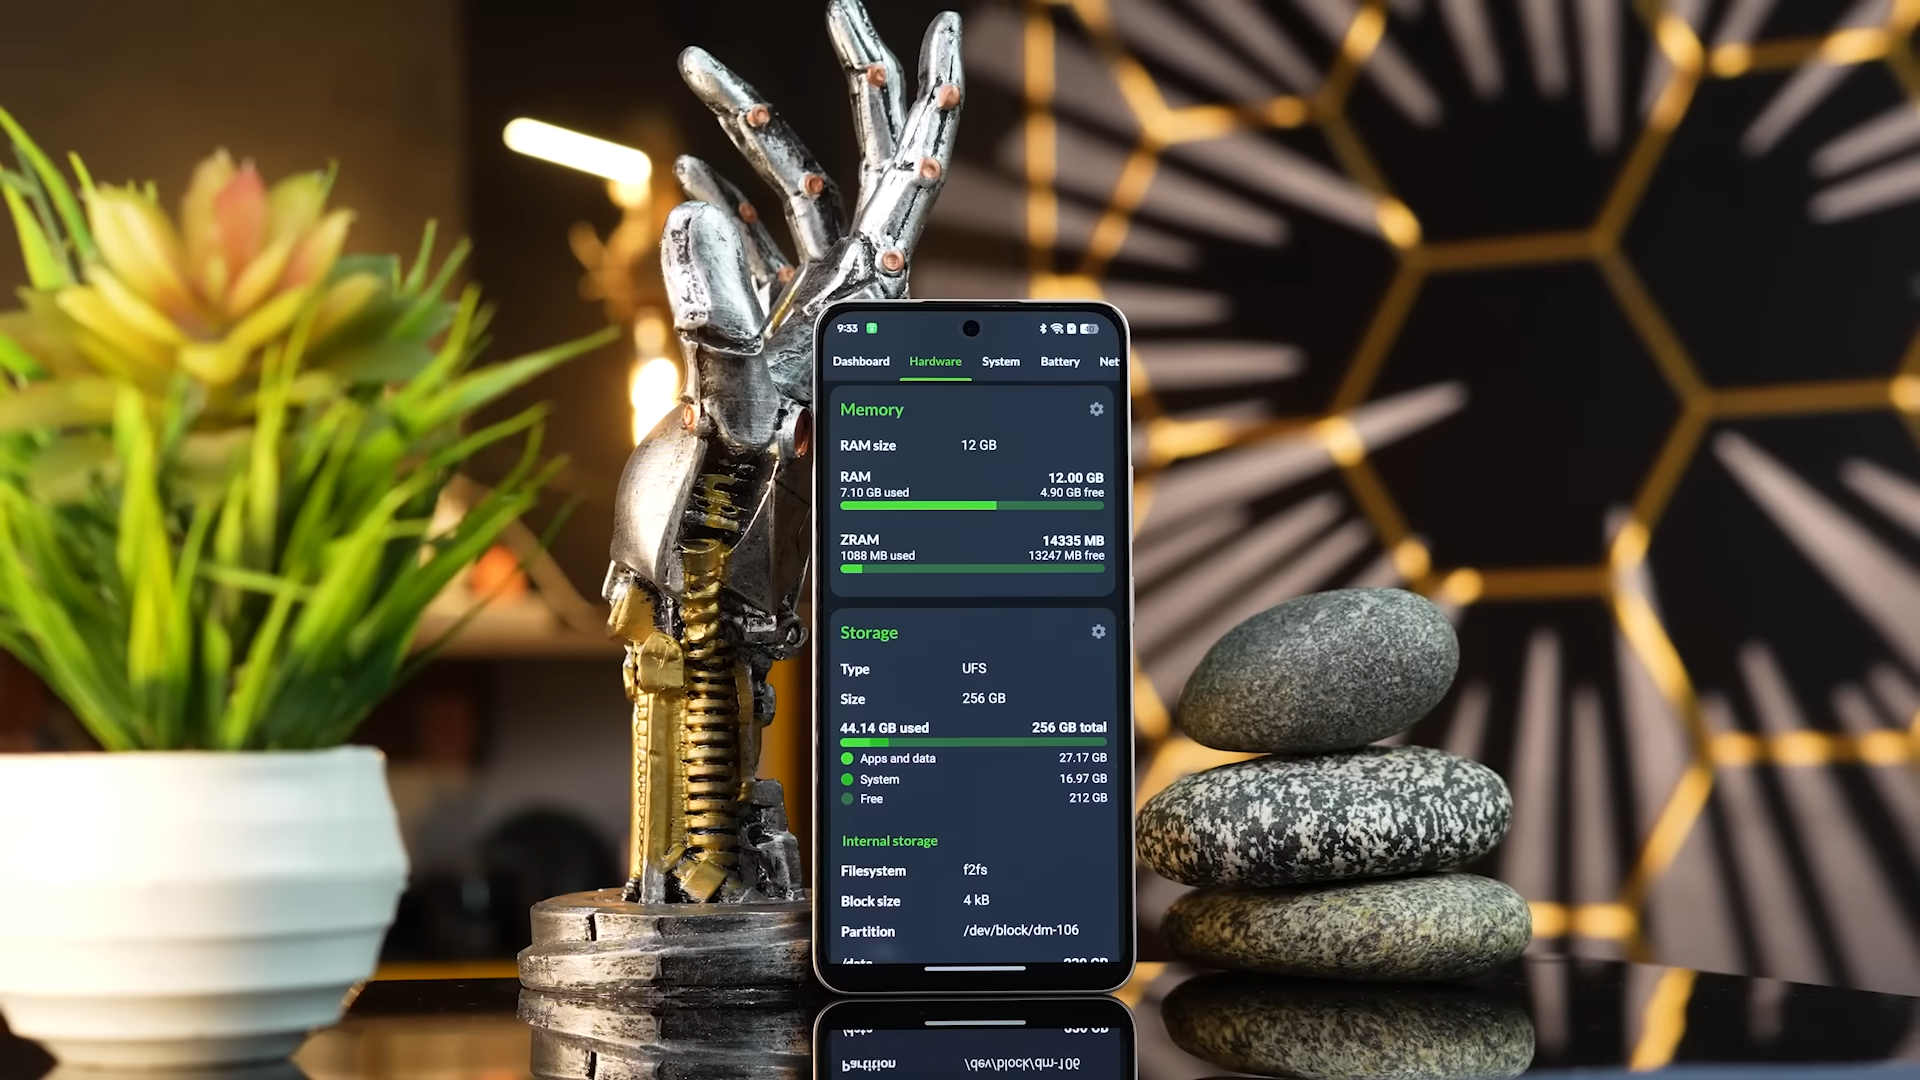 9:33 40
Dashboard Hardware System Battery Net
Memory
RAM size 12 GB
RAM 12.00 GB
7.10 GB used 4.90 GB free
ZRAM 14335 MB
1088 MB used 13247 MB free
Storage
Type UFS
Size 256 GB
44.14 GB used 256 GB total
Apps and data 27.17 GB
System 16.97 GB
Free 212 GB
Internal storage
Filesystem f2fs
Block size 4 kB
Partition /dev/block/dm-106
/data